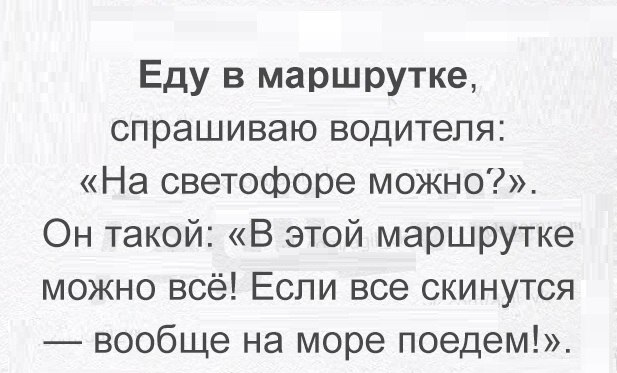 Еду в маршрутке,
спрашиваю водителя:
«На светофоре можно?».
Он такой: «В этой маршрутке
можно всё! Если все скинутся
— вообще на море поедем!».